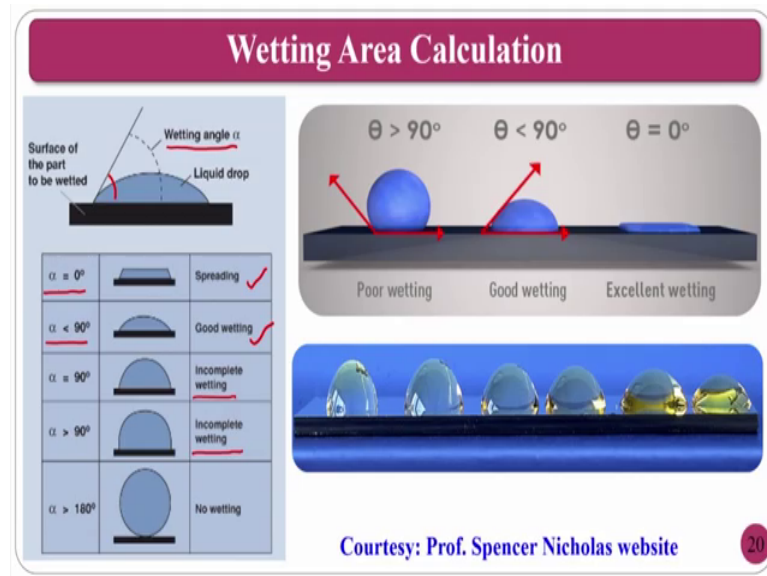 Wetting Area Calculation
Wetting angle α
Surface of
the part
to be wetted
Liquid drop
α = 0° Spreading
α < 90° Good wetting
α = 90° Incomplete
wetting
α > 90° Incomplete
wetting
α > 180° No wetting
Θ > 90° Θ < 90° Θ = 0°
Poor wetting Good wetting Excellent wetting
Courtesy: Prof. Spencer Nicholas website
20